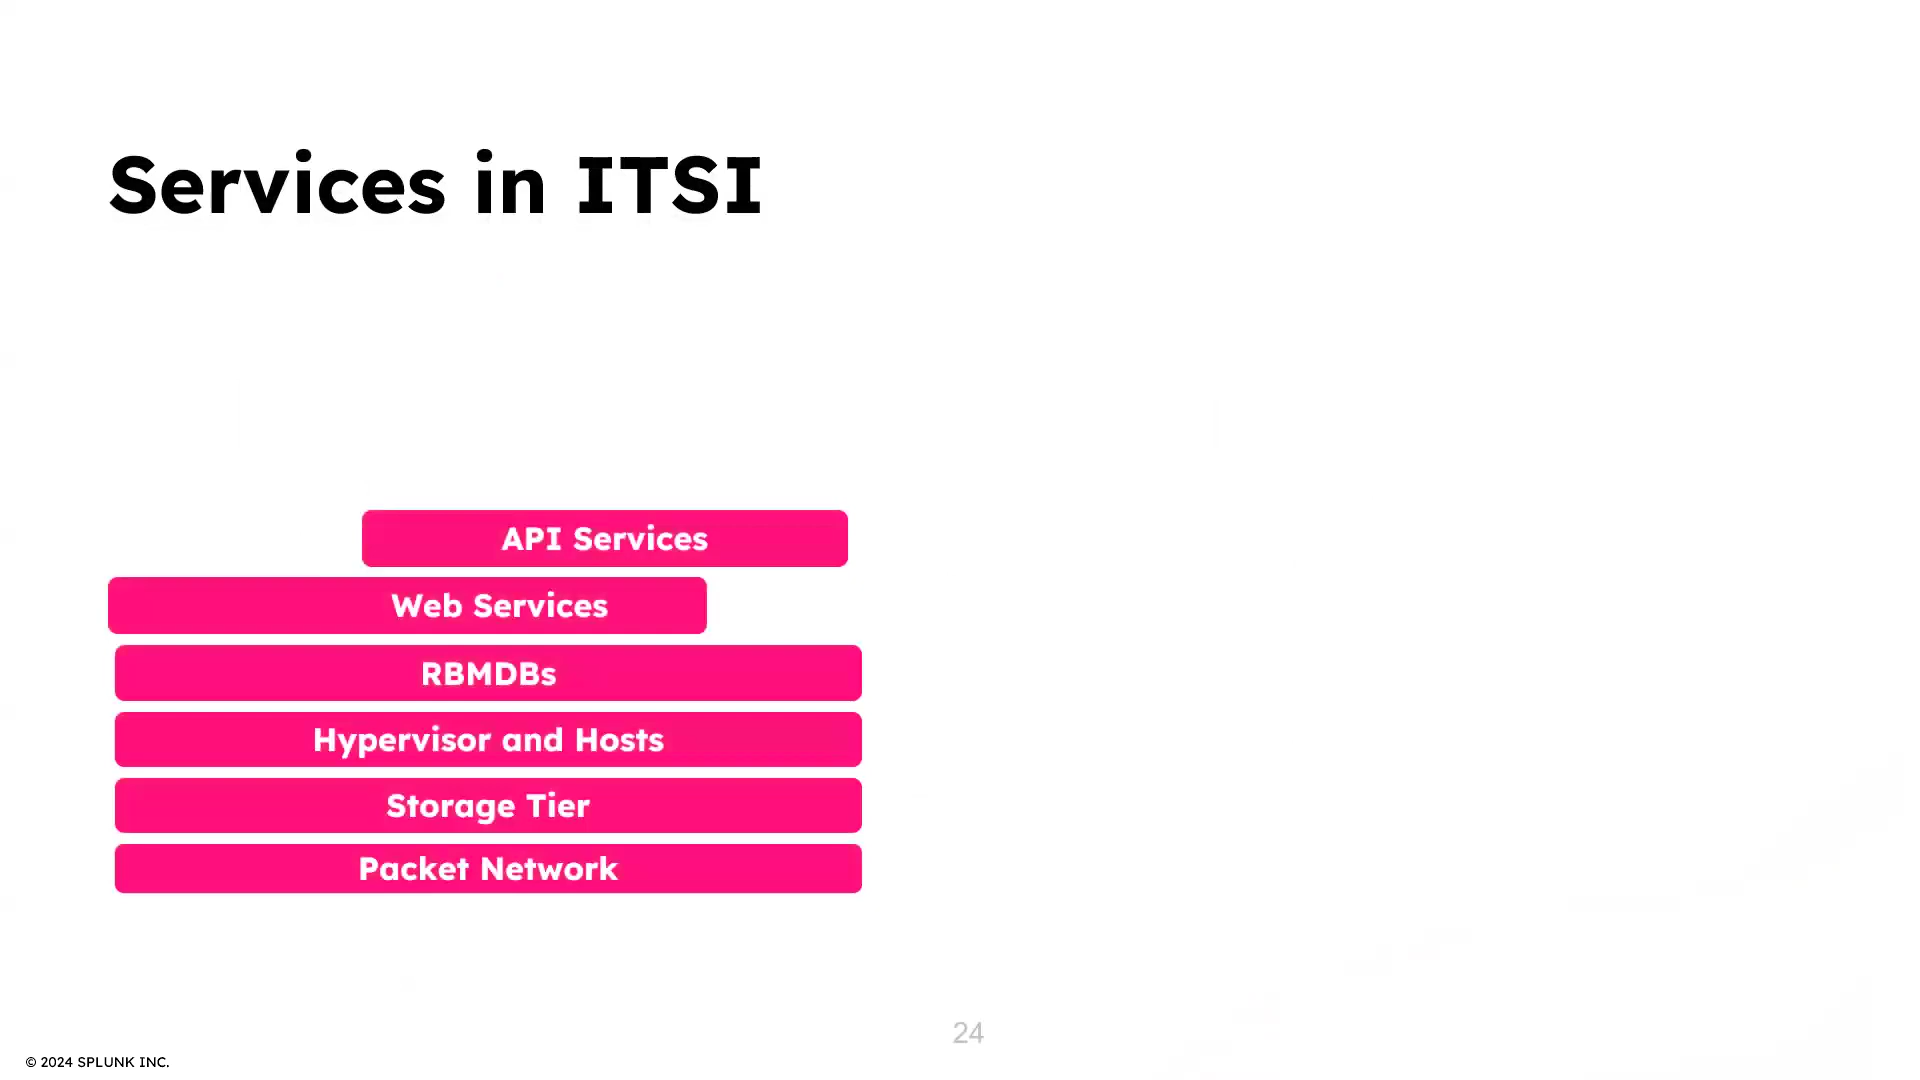 Services in ITSI
API Services
Web Services
RBMDBs
Hypervisor and Hosts
Storage Tier
Packet Network
24
© 2024 SPLUNK INC.